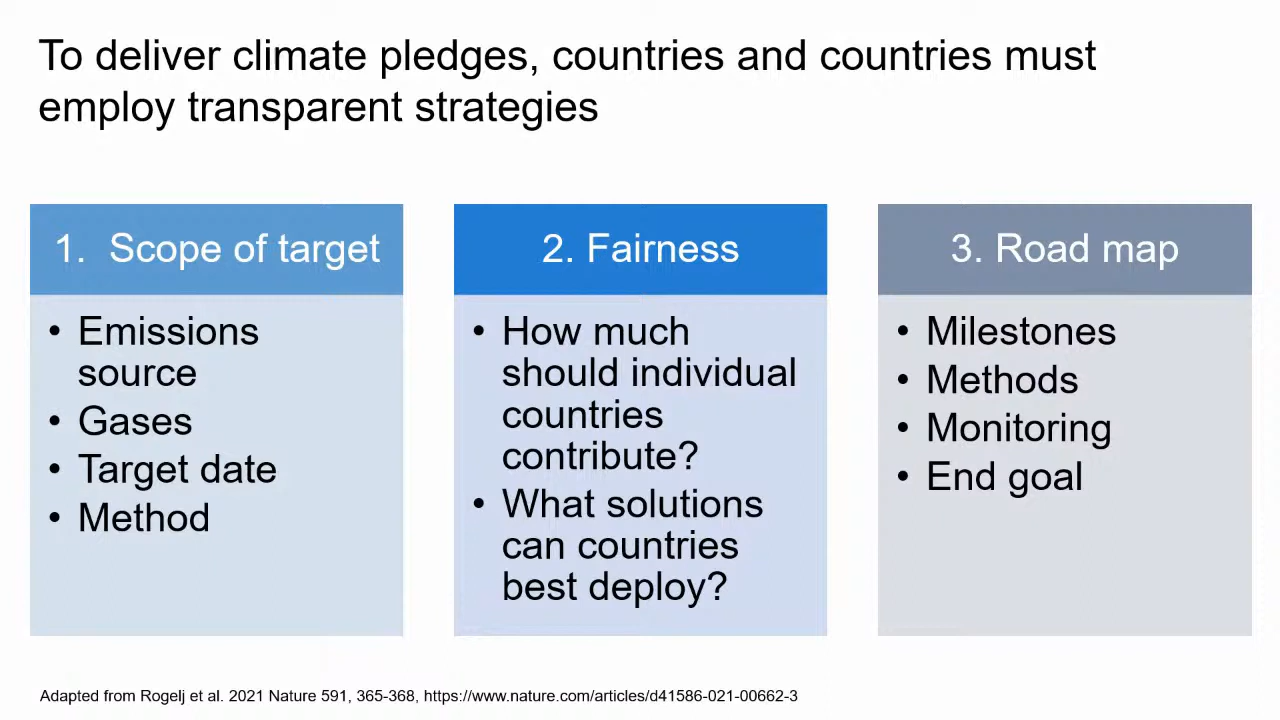 To deliver climate pledges, countries and countries must
employ transparent strategies
1. Scope of target
• Emissions
source
• Gases
• Target date
• Method
2. Fairness
• How much
should individual
countries
contribute?
• What solutions
can countries
best deploy?
3. Road map
• Milestones
• Methods
• Monitoring
• End goal
Adapted from Rogelj et al. 2021 Nature 591, 365-368, https://www.nature.com/articles/d41586-021-00662-3